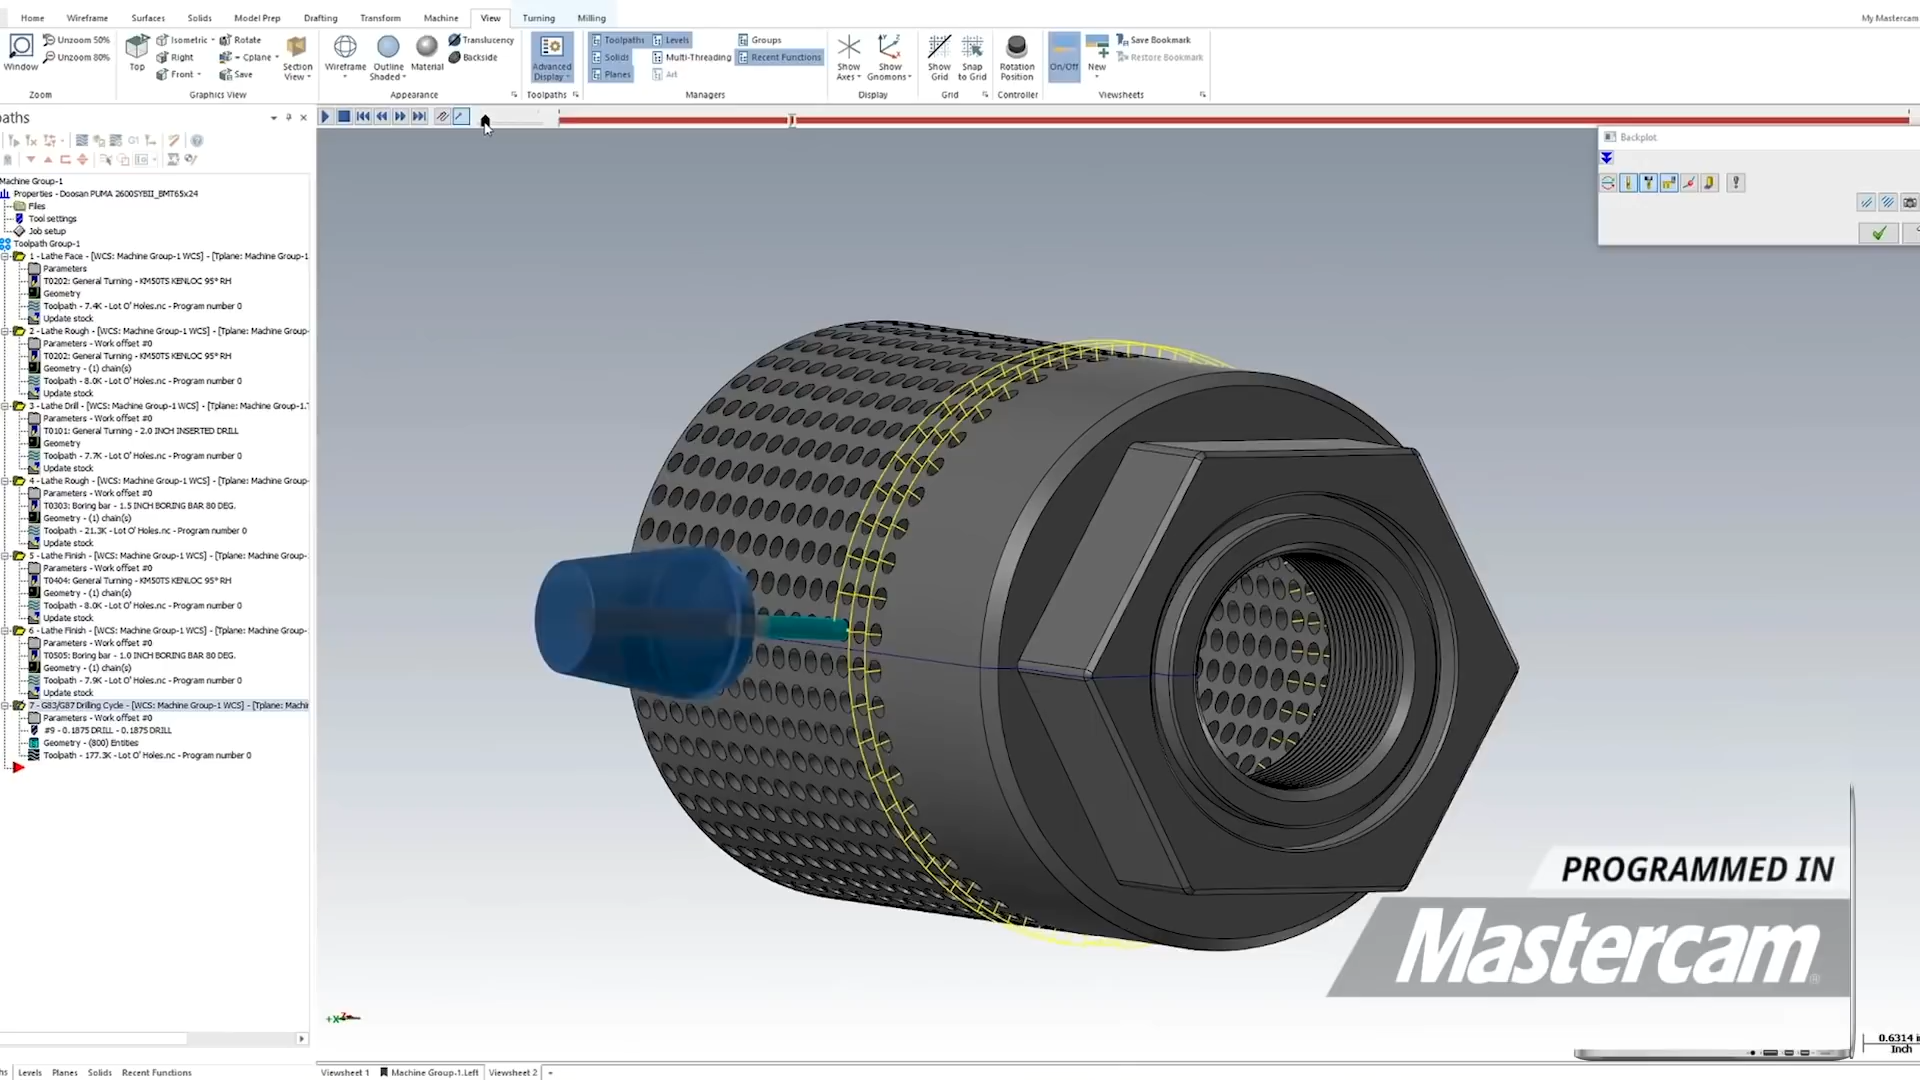 Home Wireframe Surfaces Solids Model Prep Drafting Transform Machine View Turning Milling My Mastercam
Window
Unzoom 50%
Unzoom 80%
Zoom
Top
Isometric
Right
Front
Rotate
Cplane
Save
Section View
Graphics View
Wireframe
Outline Shaded
Material
Translucency
Backside
Appearance
Advanced Display
Toolpaths
Toolpaths Levels Groups
Solids Multi-Threading Recent Functions
Planes Art
Managers
Show Axes
Show Gnomons
Display
Show Grid
Snap to Grid
Grid
Rotation Position
Controller
On/Off
New
Save Bookmark
Restore Bookmark
Viewsheets
aths
G1
Backplot
Machine Group-1
Properties - Doosan PUMA 2600SYBII_BMT65x24
Files
Tool settings
Job setup
Toolpath Group-1
1 - Lathe Face - [WCS: Machine Group-1 WCS] - [Tplane: Machine Group-1
Parameters
T0202: General Turning - KM50TS KENLOC 95° RH
Geometry
Toolpath - 7.4K - Lot O' Holes.nc - Program number 0
Update stock
2 - Lathe Rough - [WCS: Machine Group-1 WCS] - [Tplane: Machine Group-
Parameters - Work offset #0
T0202: General Turning - KM50TS KENLOC 95° RH
Geometry - (1) chain(s)
Toolpath - 8.0K - Lot O' Holes.nc - Program number 0
Update stock
3 - Lathe Drill - [WCS: Machine Group-1 WCS] - [Tplane: Machine Group-1.
Parameters - Work offset #0
T0101: General Turning - 2.0 INCH INSERTED DRILL
Geometry
Toolpath - 7.7K - Lot O' Holes.nc - Program number 0
Update stock
4 - Lathe Rough - [WCS: Machine Group-1 WCS] - [Tplane: Machine Group-
Parameters - Work offset #0
T0303: Boring bar - 1.5 INCH BORING BAR 80 DEG.
Geometry - (1) chain(s)
Toolpath - 21.3K - Lot O' Holes.nc - Program number 0
Update stock
5 - Lathe Finish - [WCS: Machine Group-1 WCS] - [Tplane: Machine Group-
Parameters - Work offset #0
T0404: General Turning - KM50TS KENLOC 95° RH
Geometry - (1) chain(s)
Toolpath - 8.0K - Lot O' Holes.nc - Program number 0
Update stock
6 - Lathe Finish - [WCS: Machine Group-1 WCS] - [Tplane: Machine Group-
Parameters - Work offset #0
T0505: Boring bar - 1.0 INCH BORING BAR 80 DEG.
Geometry - (1) chain(s)
Toolpath - 7.9K - Lot O' Holes.nc - Program number 0
Update stock
7 - G83/G87 Drilling Cycle - [WCS: Machine Group-1 WCS] - [Tplane: Machi
Parameters - Work offset #0
#9 - 0.1875 DRILL - 0.1875 DRILL
Geometry - (800) Entities
Toolpath - 177.3K - Lot O' Holes.nc - Program number 0
PROGRAMMED IN
Mastercam®
+X Z
0.6314 i
Inch
hs Levels Planes Solids Recent Functions
Viewsheet 1 Machine Group-1.Left Viewsheet 2